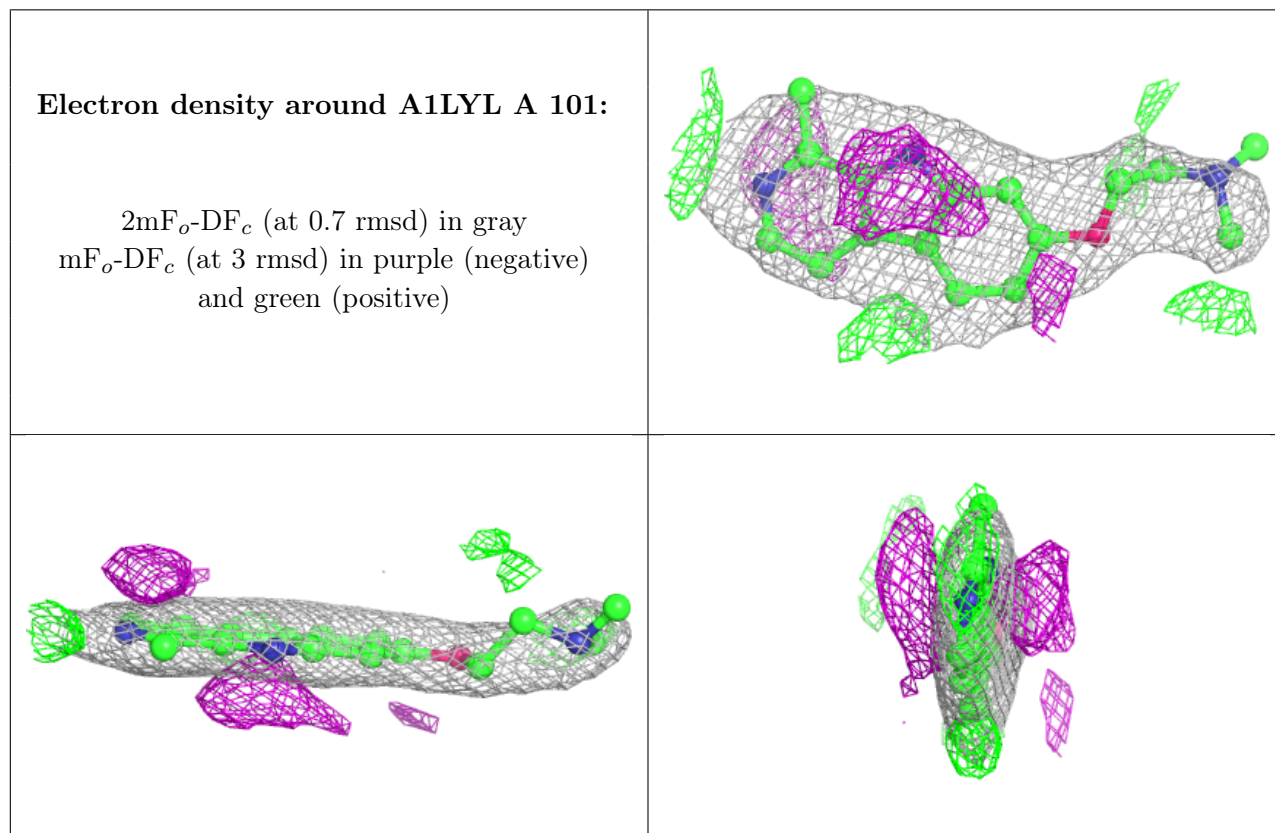 Electron density around A1LYL A 101:
2mFo-DFc (at 0.7 rmsd) in gray
mFo-DFc (at 3 rmsd) in purple (negative)
and green (positive)